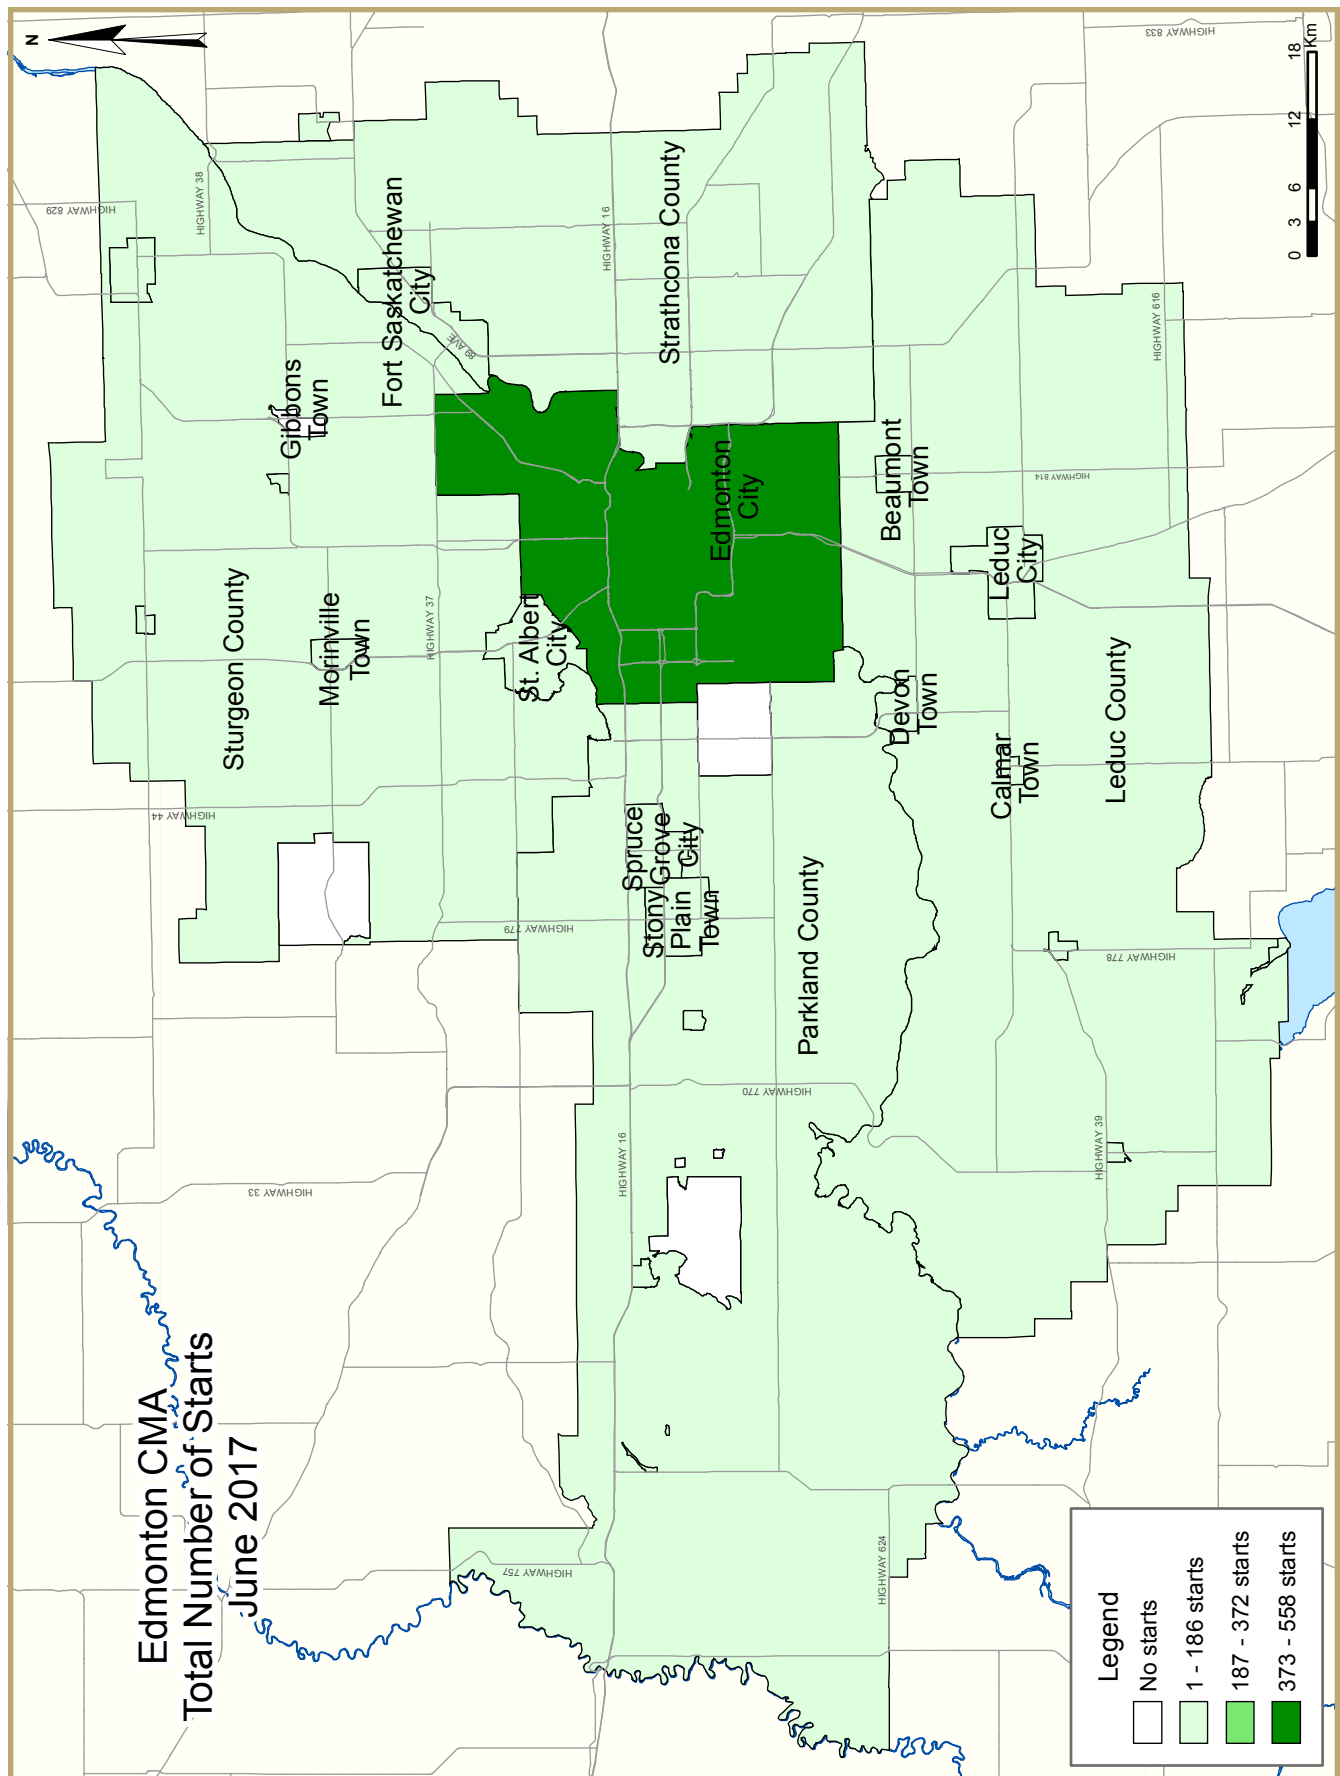 Edmonton CMA
Total Number of Starts
June 2017
N
HIGHWAY 829
HIGHWAY 38
HIGHWAY 833
HIGHWAY 44
Sturgeon County
Gibbons
Town
Morinville
Town
Fort Saskatchewan
City
89 AVE
HIGHWAY 37
HIGHWAY 33
St. Albert
City
HIGHWAY 779
HIGHWAY 757
HIGHWAY 16
HIGHWAY 16
Spruce
Grove
City
Stony
Plain
Town
Edmonton
City
Strathcona County
HIGHWAY 770
Parkland County
HIGHWAY 624
Beaumont
Town
Devon
Town
Leduc
City
Calmar
Town
HIGHWAY 814
Leduc County
HIGHWAY 39
HIGHWAY 778
HIGHWAY 616
Legend
No starts
1 - 186 starts
187 - 372 starts
373 - 558 starts
0 3 6 12 18
Km